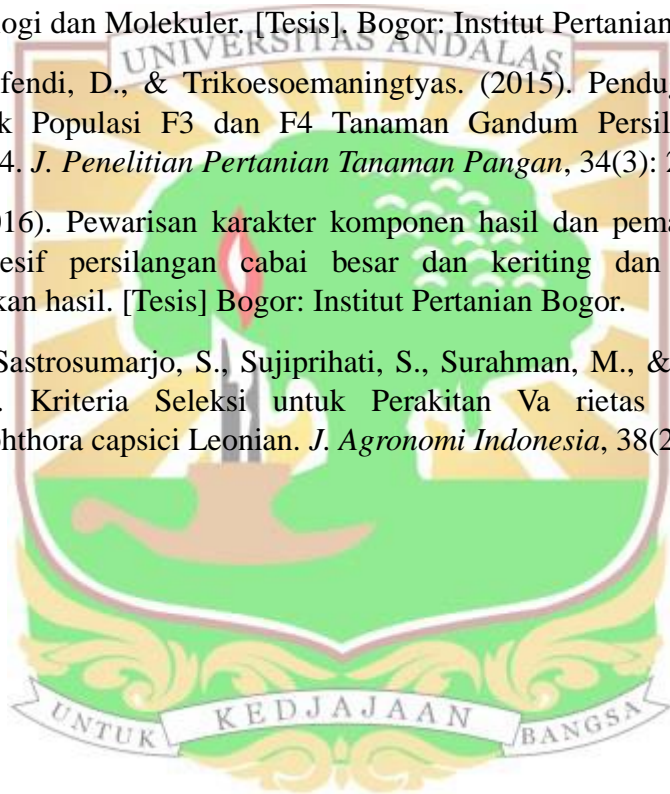 ogi dan Molekuler. [Tesis]. Bogor: Institut Pertanian
UNIVERSITAS ANDALAS
fendi, D., & Trikoesoemaningtyas. (2015). Pendug
k Populasi F3 dan F4 Tanaman Gandum Persil
4. J. Penelitian Pertanian Tanaman Pangan, 34(3): 2
16). Pewarisan karakter komponen hasil dan pema
esif persilangan cabai besar dan keriting dan
kan hasil. [Tesis] Bogor: Institut Pertanian Bogor.
Sastrosumarjo, S., Sujiprihati, S., Surahman, M., &
. Kriteria Seleksi untuk Perakitan Va rietas
hthora capsici Leonian. J. Agronomi Indonesia, 38(2
UNTUK KEDJAJAAN BANGSA